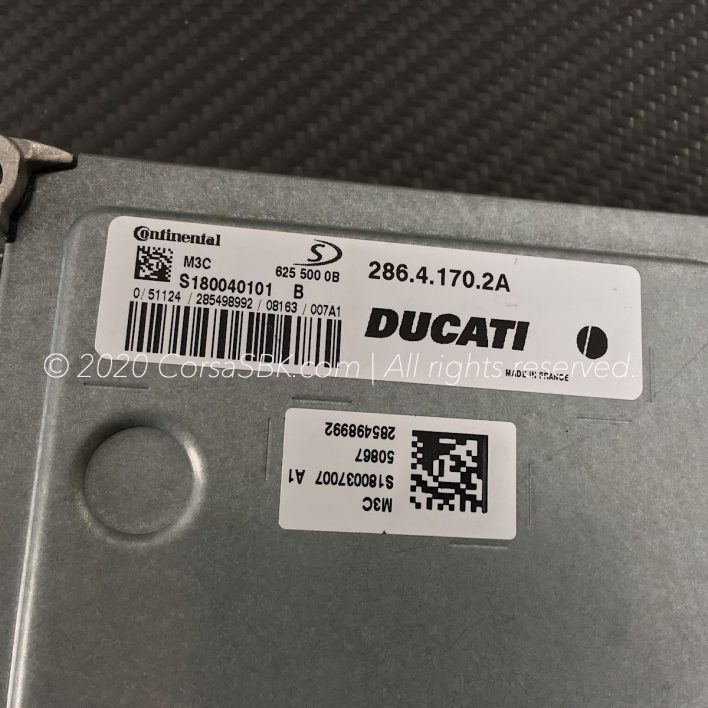 Continental
S
M3C 625 500 0B
S180040101 B
0/51124 / 285498992 / 08163 / 007A1
286.4.170.2A
DUCATI
MADE IN FRANCE
© 2020 CorsaSBK.com | All rights reserved.
M3C
S180037007 A1
50867
285498992